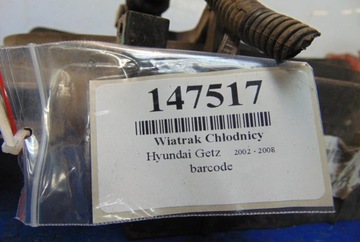 147517
Wiatrak Chłodnicy
Hyundai Getz 2002 - 2008
barcode